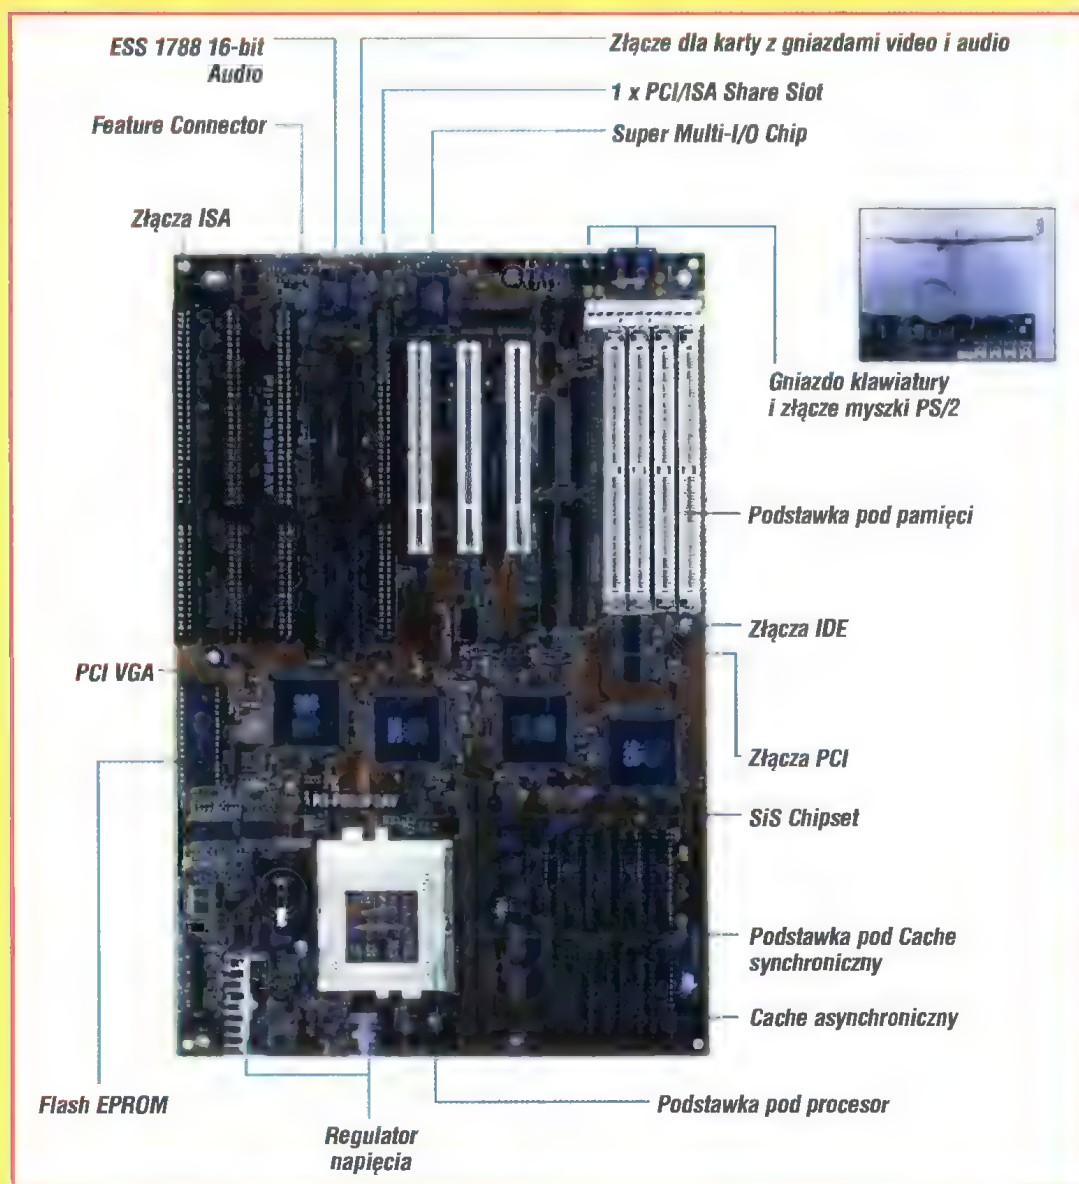 ESS 1788 16-bit
Audio
Złącze dla karty z gniazdami video i audio
1 x PCI/ISA Share Slot
Feature Connector
Super Multi-I/O Chip
Złącza ISA
Gniazdo klawiatury
i złącze myszki PS/2
Podstawka pod pamięci
Złącza IDE
PCI VGA
Złącza PCI
SiS Chipset
Podstawka pod Cache
synchroniczny
Cache asynchroniczny
Flash EPROM
Podstawka pod procesor
Regulator
napięcia